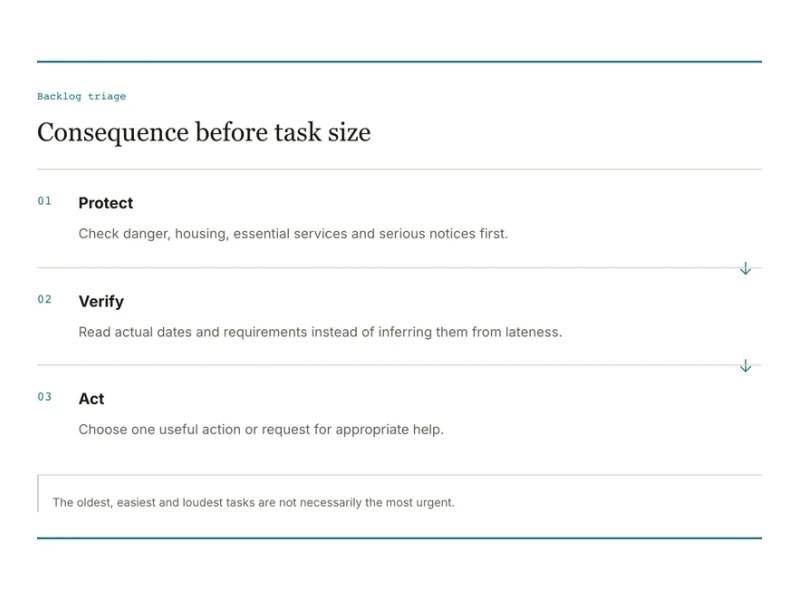 Backlog triage
Consequence before task size
01 Protect
Check danger, housing, essential services and serious notices first.
02 Verify
Read actual dates and requirements instead of inferring them from lateness.
03 Act
Choose one useful action or request for appropriate help.
The oldest, easiest and loudest tasks are not necessarily the most urgent.